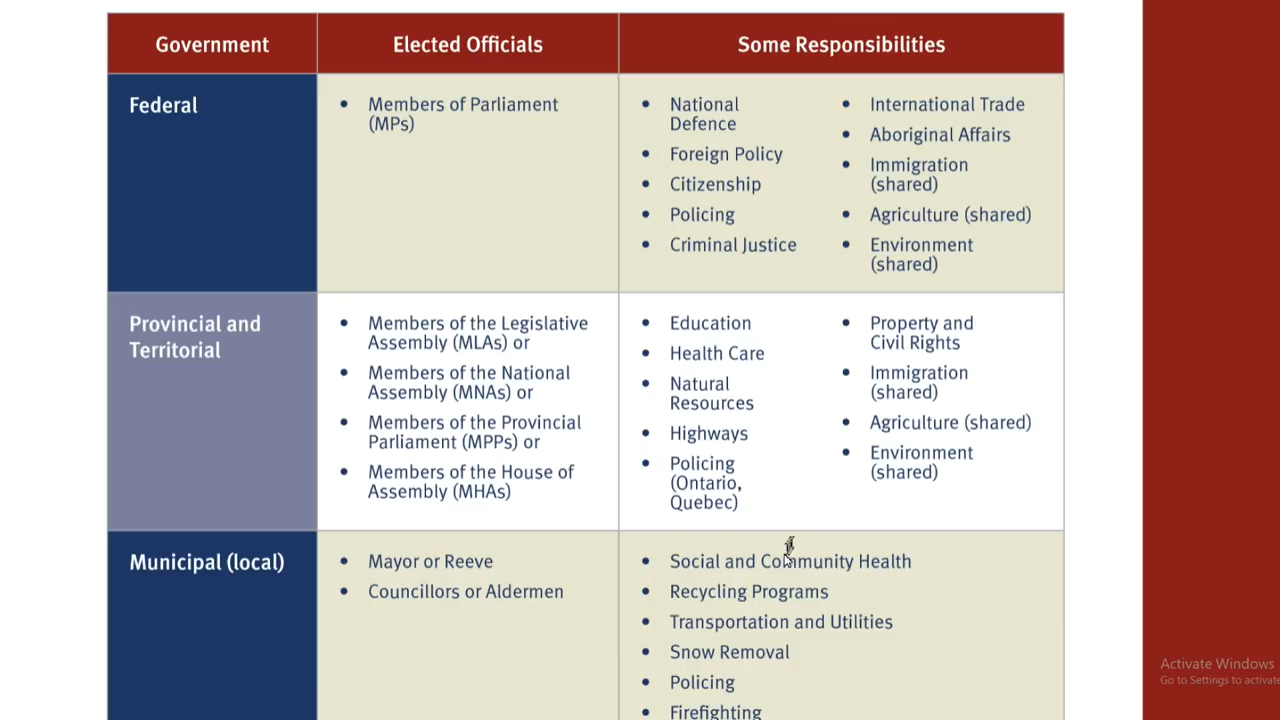 Government
Elected Officials
Some Responsibilities
Federal
• Members of Parliament
(MPs)
• National
Defence
• Foreign Policy
• Citizenship
• Policing
• Criminal Justice
• International Trade
• Aboriginal Affairs
• Immigration
(shared)
• Agriculture (shared)
• Environment
(shared)
Provincial and
Territorial
• Members of the Legislative
Assembly (MLAs) or
• Members of the National
Assembly (MNAs) or
• Members of the Provincial
Parliament (MPPs) or
• Members of the House of
Assembly (MHAs)
• Education
• Health Care
• Natural
Resources
• Highways
• Policing
(Ontario,
Quebec)
• Property and
Civil Rights
• Immigration
(shared)
• Agriculture (shared)
• Environment
(shared)
Municipal (local)
• Mayor or Reeve
• Councillors or Aldermen
• Social and Community Health
• Recycling Programs
• Transportation and Utilities
• Snow Removal
• Policing
• Firefighting
Activate Windows
Go to Settings to activate